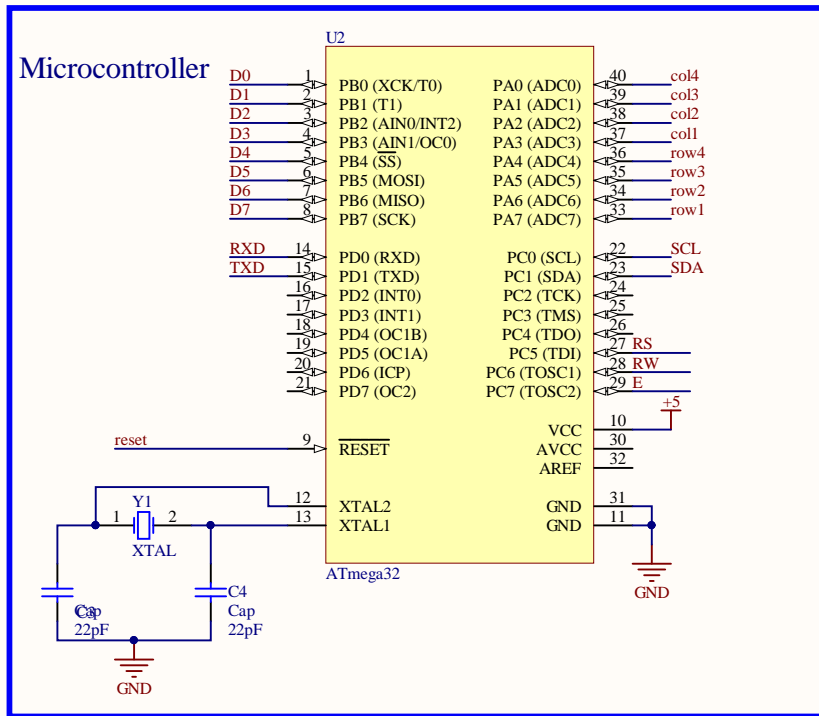 U2
Microcontroller
D0 1 PB0 (XCK/T0) PA0 (ADC0) 40 col4
D1 2 PB1 (T1) PA1 (ADC1) 39 col3
D2 3 PB2 (AIN0/INT2) PA2 (ADC2) 38 col2
D3 4 PB3 (AIN1/OC0) PA3 (ADC3) 37 col1
D4 5 PB4 (SS) PA4 (ADC4) 36 row4
D5 6 PB5 (MOSI) PA5 (ADC5) 35 row3
D6 7 PB6 (MISO) PA6 (ADC6) 34 row2
D7 8 PB7 (SCK) PA7 (ADC7) 33 row1
RXD 14 PD0 (RXD) PC0 (SCL) 22 SCL
TXD 15 PD1 (TXD) PC1 (SDA) 23 SDA
16 PD2 (INT0) PC2 (TCK) 24
17 PD3 (INT1) PC3 (TMS) 25
18 PD4 (OC1B) PC4 (TDO) 26
19 PD5 (OC1A) PC5 (TDI) 27 RS
20 PD6 (ICP) PC6 (TOSC1) 28 RW
21 PD7 (OC2) PC7 (TOSC2) 29 E
+5
VCC 10
reset 9 RESET AVCC 30
AREF 32
12 XTAL2 GND 31
13 XTAL1 GND 11
Y1
1 2
XTAL
ATmega32
GND
C4
C3
Cap Cap
22pF 22pF
GND